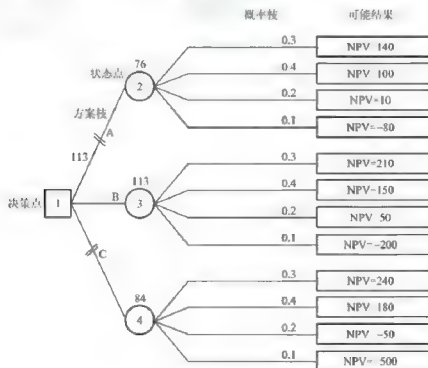 概率枝 可能结果
0.3 NPV 140
76
0.4 NPV 100
状态点
2
0.2 NPV=10
方案枝
0.1 NPV=-80
A
113
0.3 NPV=210
113
0.4 NPV=150
决策点 1 B 3
0.2 NPV 50
0.1 NPV=-200
C
0.3 NPV=240
84
0.4 NPV 180
4
0.2 NPV -50
0.1 NPV= 500